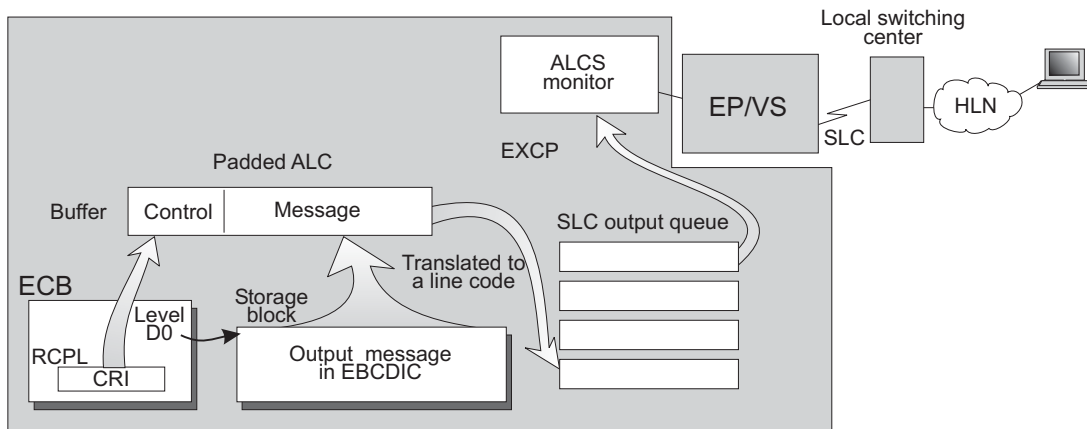 Local switching
center
ALCS
monitor
EP/VS
HLN
SLC
EXCP
Padded ALC
Buffer
Control
Message
SLC output queue
Translated to
a line code
ECB
Level
D0
Storage
block
RCPL
CRI
Output message
in EBCDIC